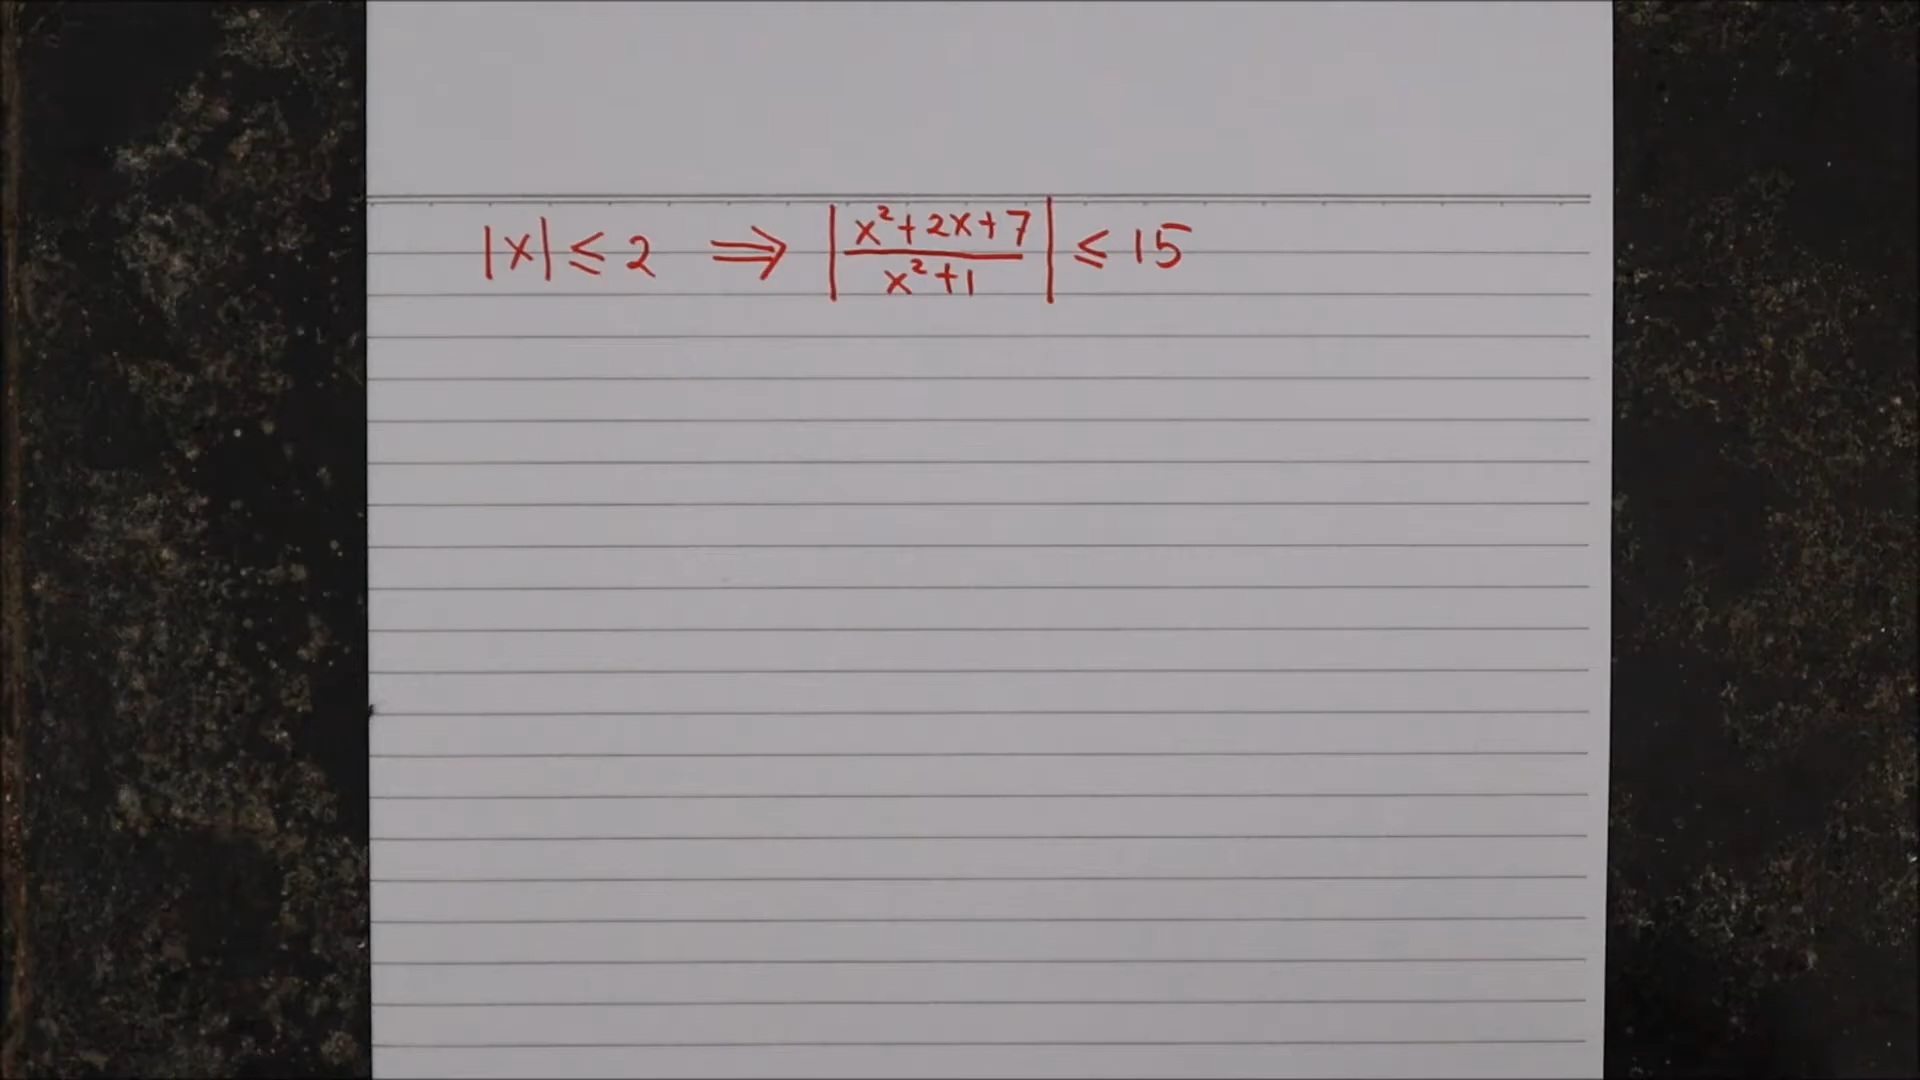 |x| ≤ 2 ⟹ |(x²+2x+7)/(x²+1)| ≤ 15